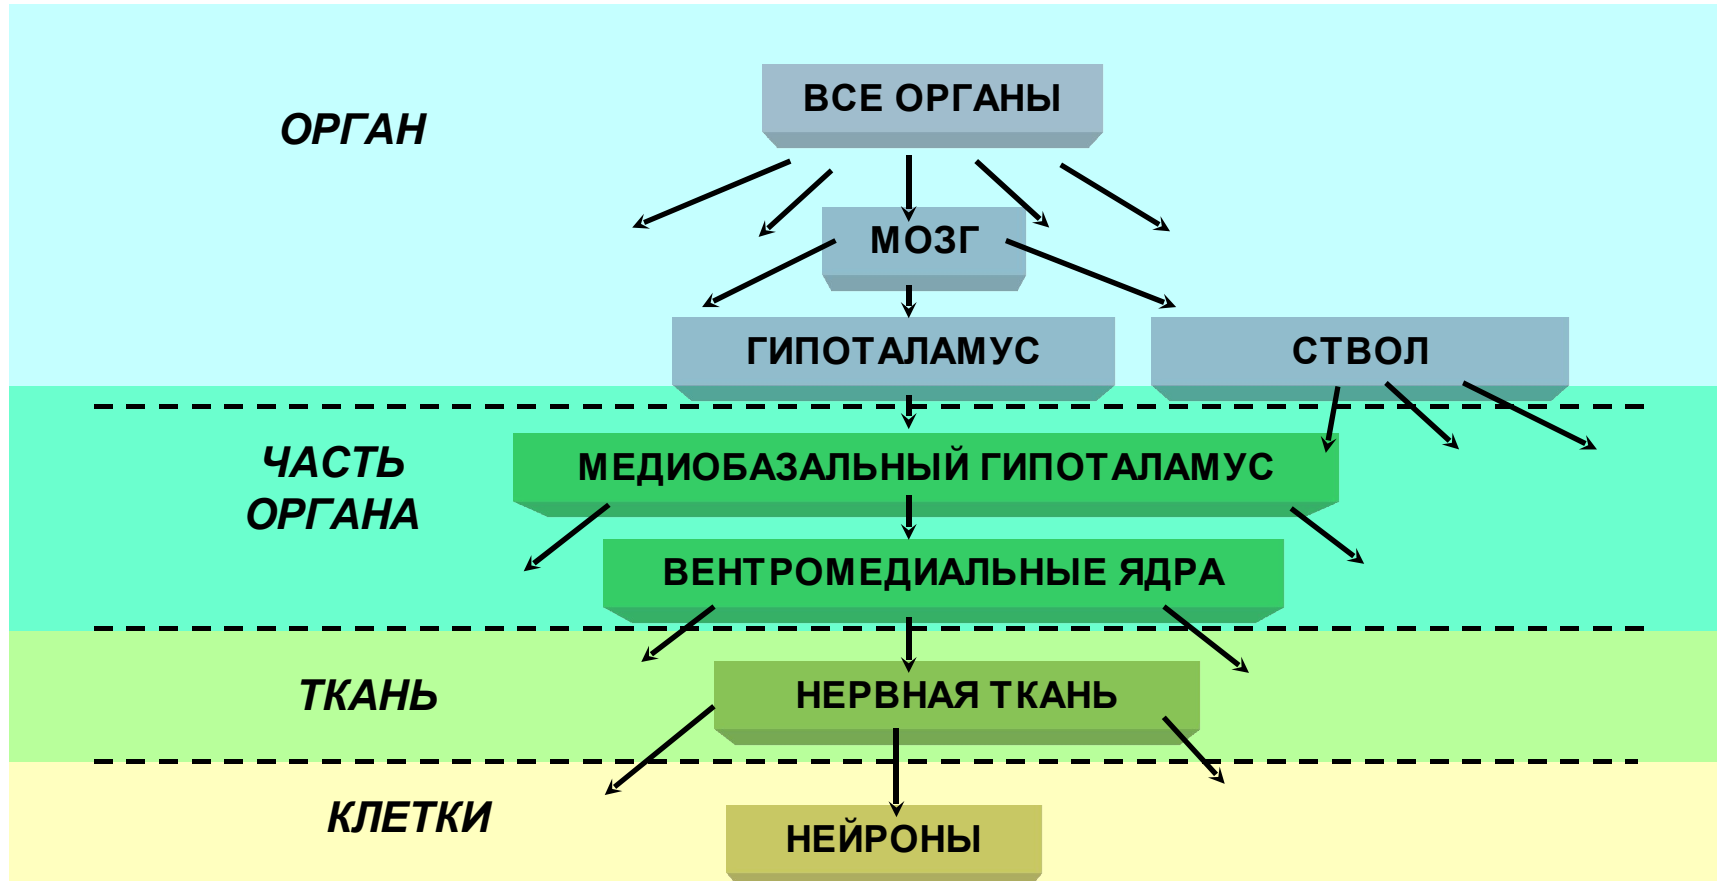 ВСЕ ОРГАНЫ
ОРГАН
МОЗГ
ГИПОТАЛАМУС
СТВОЛ
ЧАСТЬ
ОРГАНА
МЕДИОБАЗАЛЬНЫЙ ГИПОТАЛАМУС
ВЕНТРОМЕДИАЛЬНЫЕ ЯДРА
ТКАНЬ
НЕРВНАЯ ТКАНЬ
КЛЕТКИ
НЕЙРОНЫ